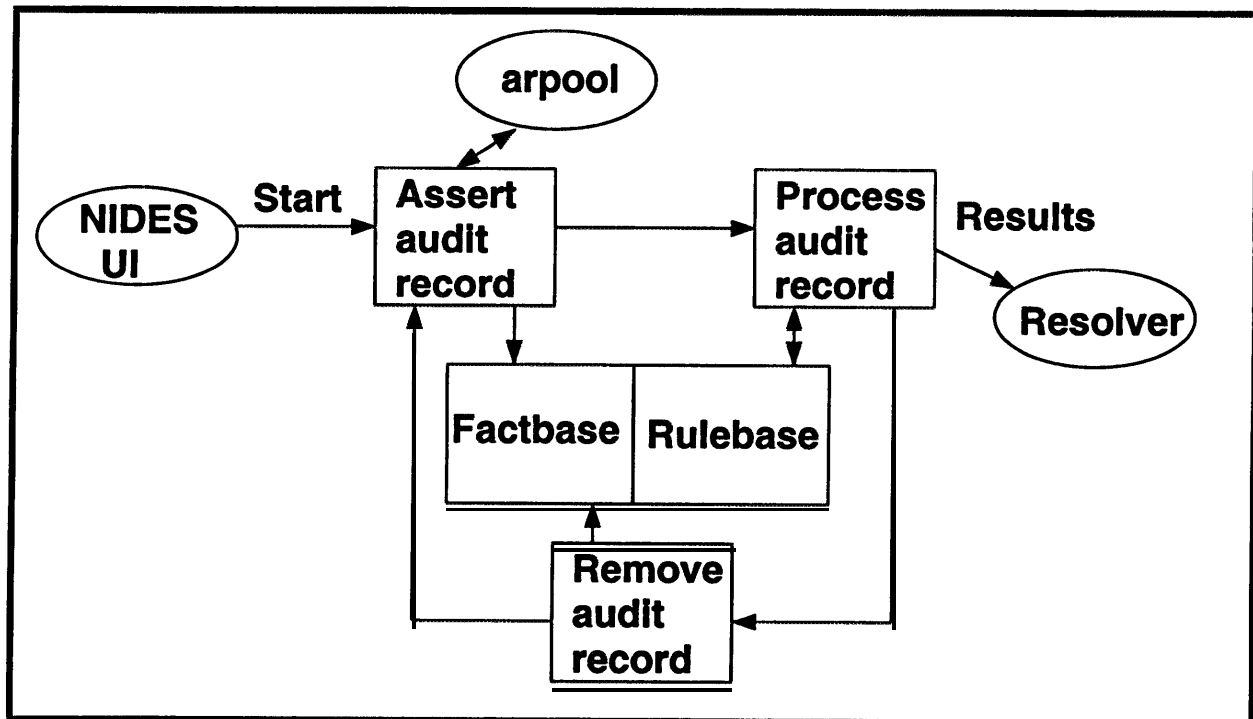 arpool
NIDES
UI
Start
Assert
audit
record
Process
audit
record
Results
Resolver
Factbase
Rulebase
Remove
audit
record